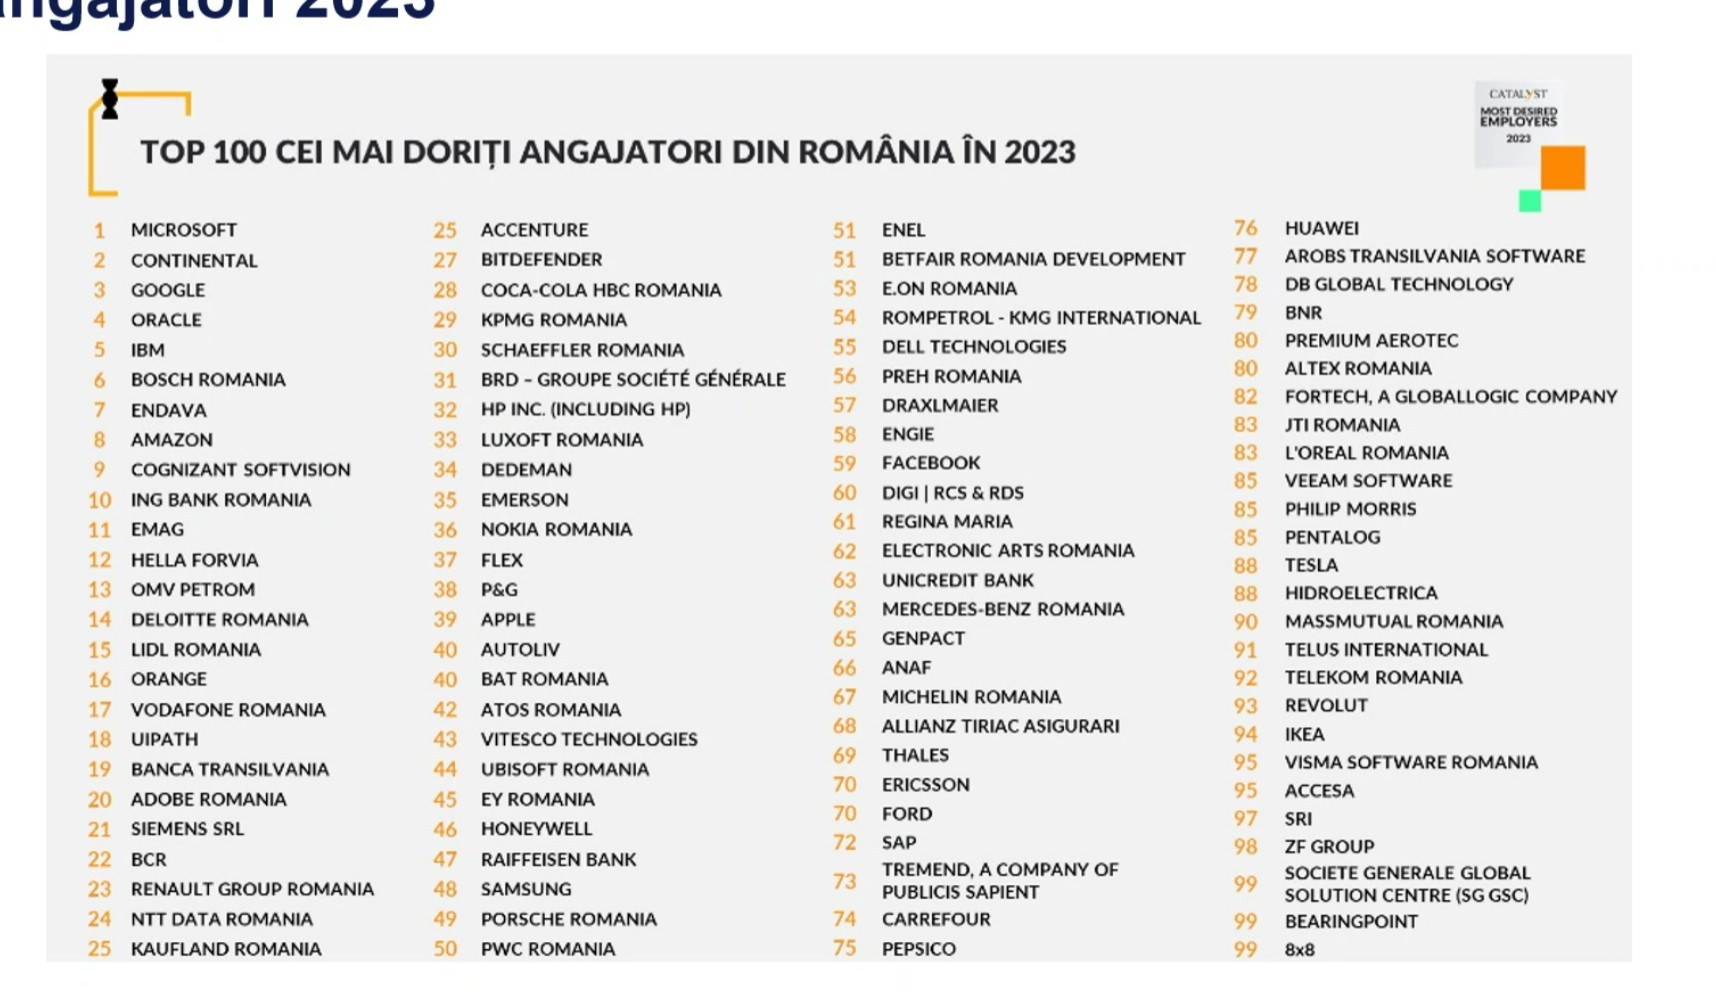 angajatori 2023
CATALYST
MOST DESIRED
EMPLOYERS
2023
TOP 100 CEI MAI DORIȚI ANGAJATORI DIN ROMÂNIA ÎN 2023
1 MICROSOFT
2 CONTINENTAL
3 GOOGLE
4 ORACLE
5 IBM
6 BOSCH ROMANIA
7 ENDAVA
8 AMAZON
9 COGNIZANT SOFTVISION
10 ING BANK ROMANIA
11 EMAG
12 HELLA FORVIA
13 OMV PETROM
14 DELOITTE ROMANIA
15 LIDL ROMANIA
16 ORANGE
17 VODAFONE ROMANIA
18 UIPATH
19 BANCA TRANSILVANIA
20 ADOBE ROMANIA
21 SIEMENS SRL
22 BCR
23 RENAULT GROUP ROMANIA
24 NTT DATA ROMANIA
25 KAUFLAND ROMANIA
25 ACCENTURE
27 BITDEFENDER
28 COCA-COLA HBC ROMANIA
29 KPMG ROMANIA
30 SCHAEFFLER ROMANIA
31 BRD – GROUPE SOCIÉTÉ GÉNÉRALE
32 HP INC. (INCLUDING HP)
33 LUXOFT ROMANIA
34 DEDEMAN
35 EMERSON
36 NOKIA ROMANIA
37 FLEX
38 P&G
39 APPLE
40 AUTOLIV
40 BAT ROMANIA
42 ATOS ROMANIA
43 VITESCO TECHNOLOGIES
44 UBISOFT ROMANIA
45 EY ROMANIA
46 HONEYWELL
47 RAIFFEISEN BANK
48 SAMSUNG
49 PORSCHE ROMANIA
50 PWC ROMANIA
51 ENEL
51 BETFAIR ROMANIA DEVELOPMENT
53 E.ON ROMANIA
54 ROMPETROL - KMG INTERNATIONAL
55 DELL TECHNOLOGIES
56 PREH ROMANIA
57 DRAXLMAIER
58 ENGIE
59 FACEBOOK
60 DIGI | RCS & RDS
61 REGINA MARIA
62 ELECTRONIC ARTS ROMANIA
63 UNICREDIT BANK
63 MERCEDES-BENZ ROMANIA
65 GENPACT
66 ANAF
67 MICHELIN ROMANIA
68 ALLIANZ TIRIAC ASIGURARI
69 THALES
70 ERICSSON
70 FORD
72 SAP
73 TREMEND, A COMPANY OF
PUBLICIS SAPIENT
74 CARREFOUR
75 PEPSICO
76 HUAWEI
77 AROBS TRANSILVANIA SOFTWARE
78 DB GLOBAL TECHNOLOGY
79 BNR
80 PREMIUM AEROTEC
80 ALTEX ROMANIA
82 FORTECH, A GLOBALLOGIC COMPANY
83 JTI ROMANIA
83 L'OREAL ROMANIA
85 VEEAM SOFTWARE
85 PHILIP MORRIS
85 PENTALOG
88 TESLA
88 HIDROELECTRICA
90 MASSMUTUAL ROMANIA
91 TELUS INTERNATIONAL
92 TELEKOM ROMANIA
93 REVOLUT
94 IKEA
95 VISMA SOFTWARE ROMANIA
95 ACCESA
97 SRI
98 ZF GROUP
99 SOCIETE GENERALE GLOBAL
SOLUTION CENTRE (SG GSC)
99 BEARINGPOINT
99 8x8